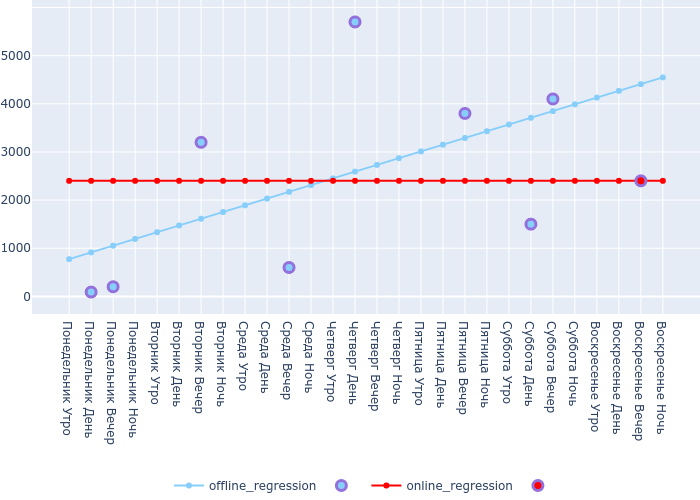 5000
4000
3000
2000
1000
0
Понедельник Утро
Понедельник День
Понедельник Вечер
Понедельник Ночь
Вторник Утро
Вторник День
Вторник Вечер
Вторник Ночь
Среда Утро
Среда День
Среда Вечер
Среда Ночь
Четверг Утро
Четверг День
Четверг Вечер
Четверг Ночь
Пятница Утро
Пятница День
Пятница Вечер
Пятница Ночь
Суббота Утро
Суббота День
Суббота Вечер
Суббота Ночь
Воскресенье Утро
Воскресенье День
Воскресенье Вечер
Воскресенье Ночь
offline_regression
online_regression